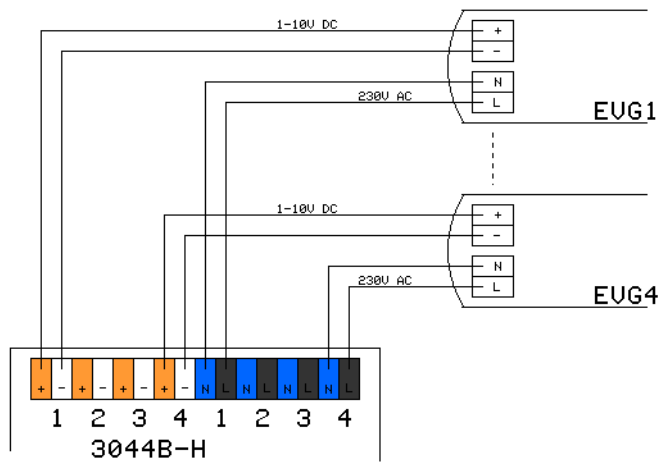 1-10V DC
+
-
N
230V AC
L
EVG1
1-10V DC
+
-
N
230V AC
L
EVG4
+ - + - + - + - N L N L N L N L
1 2 3 4 1 2 3 4
3044B-H